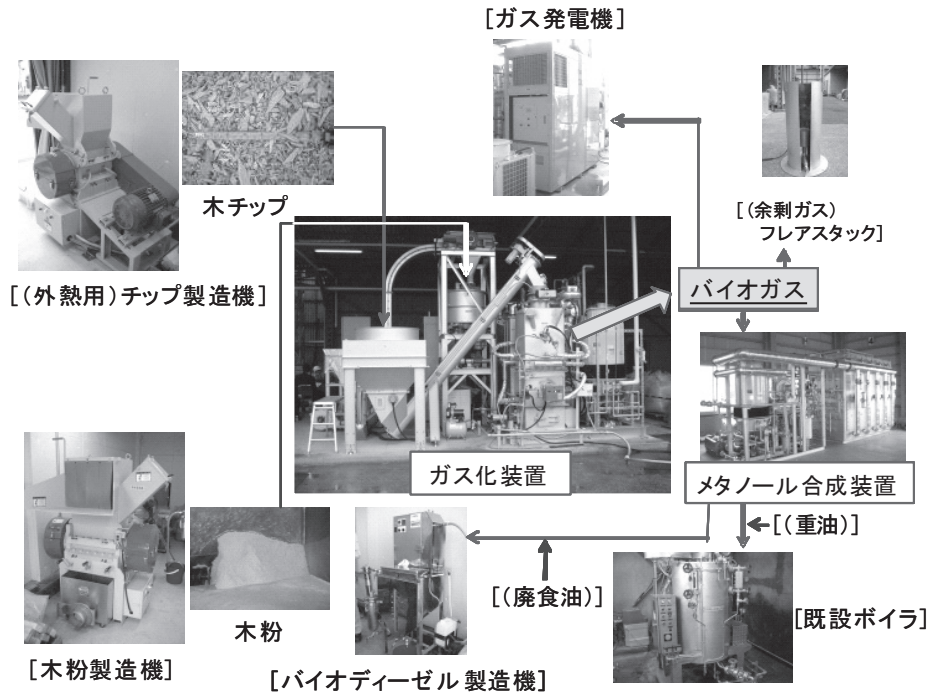 [ガス発電機]
木チップ
[(余剰ガス)
フレアスタック]
[(外熱用)チップ製造機]
バイオガス
ガス化装置
メタノール合成装置
[(重油)]
[(廃食油)]
木粉
[既設ボイラ]
[木粉製造機]
[バイオディーゼル製造機]